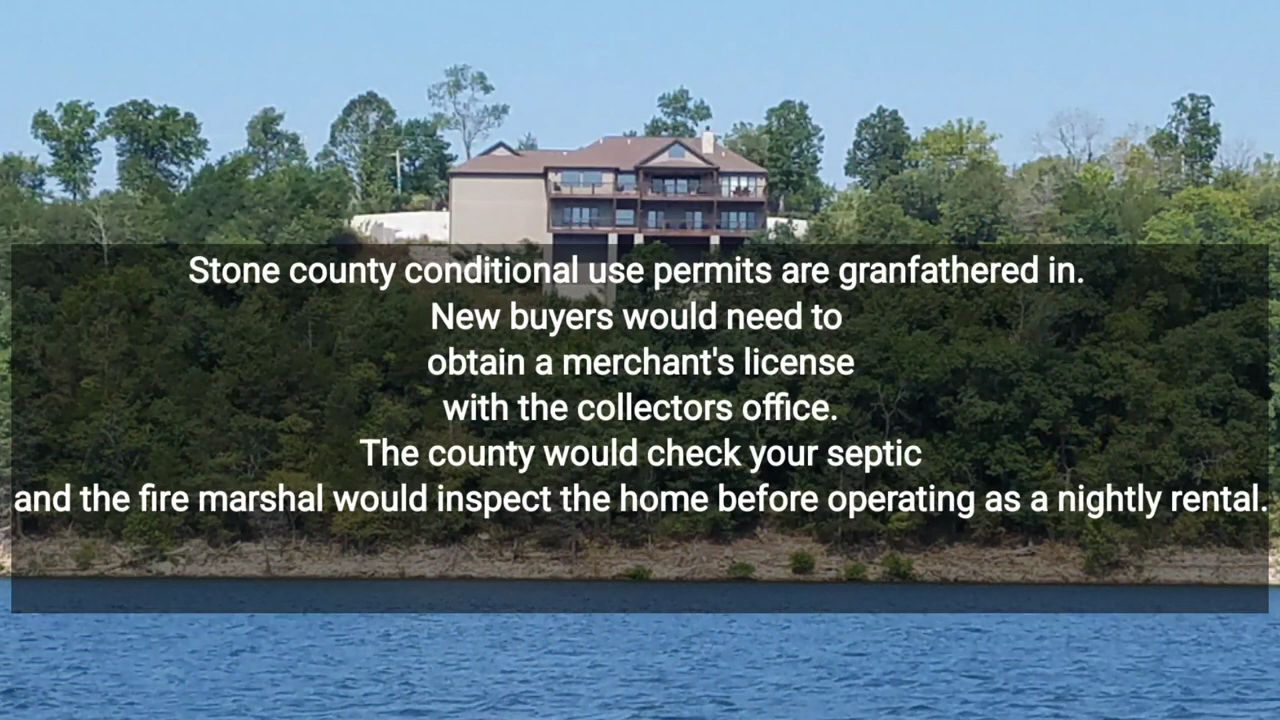 Stone county conditional use permits are granfathered in.
New buyers would need to
obtain a merchant's license
with the collectors office.
The county would check your septic
and the fire marshal would inspect the home before operating as a nightly rental.